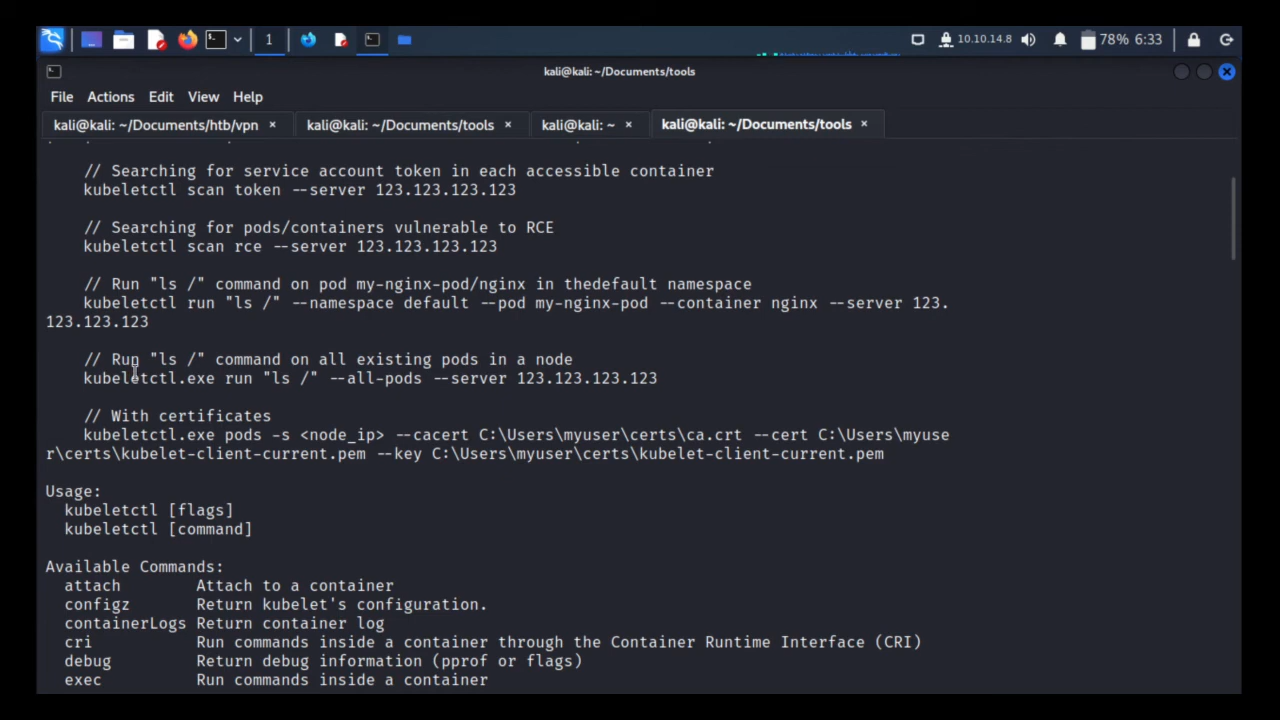 1
10.10.14.8
78%
6:33
kali@kali: ~/Documents/tools
File Actions Edit View Help
kali@kali: ~/Documents/htb/vpn ×
kali@kali: ~/Documents/tools ×
kali@kali: ~ ×
kali@kali: ~/Documents/tools ×
// Searching for service account token in each accessible container
kubeletctl scan token --server 123.123.123.123
// Searching for pods/containers vulnerable to RCE
kubeletctl scan rce --server 123.123.123.123
// Run "ls /" command on pod my-nginx-pod/nginx in thedefault namespace
kubeletctl run "ls /" --namespace default --pod my-nginx-pod --container nginx --server 123.
123.123.123
// Run "ls /" command on all existing pods in a node
kubeletctl.exe run "ls /" --all-pods --server 123.123.123.123
// With certificates
kubeletctl.exe pods -s <node_ip> --cacert C:\Users\myuser\certs\ca.crt --cert C:\Users\myuse
r\certs\kubelet-client-current.pem --key C:\Users\myuser\certs\kubelet-client-current.pem
Usage:
kubeletctl [flags]
kubeletctl [command]
Available Commands:
attach Attach to a container
configz Return kubelet's configuration.
containerLogs Return container log
cri Run commands inside a container through the Container Runtime Interface (CRI)
debug Return debug information (pprof or flags)
exec Run commands inside a container